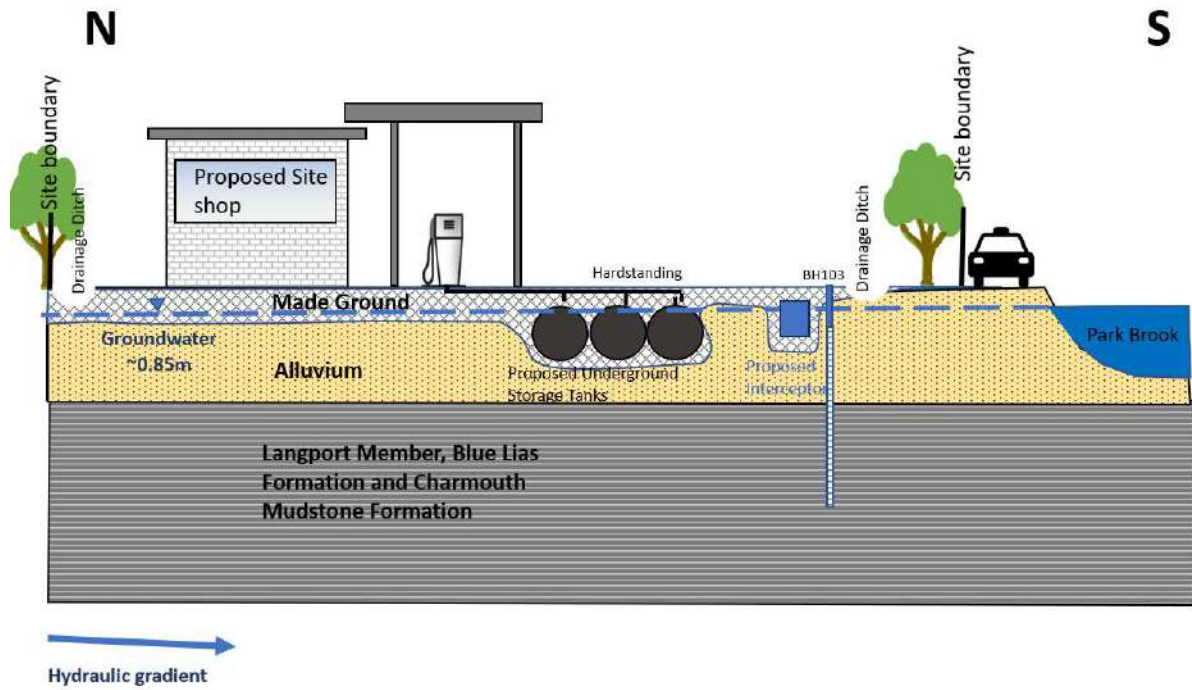 N
S
Site boundary
Drainage Ditch
Proposed Site
shop
Hardstanding
BH103
Drainage Ditch
Site boundary
Made Ground
Groundwater
~0.85m
Alluvium
Proposed Underground
Storage Tanks
Proposed
Interceptor
Park Brook
Langport Member, Blue Lias
Formation and Charmouth
Mudstone Formation
Hydraulic gradient